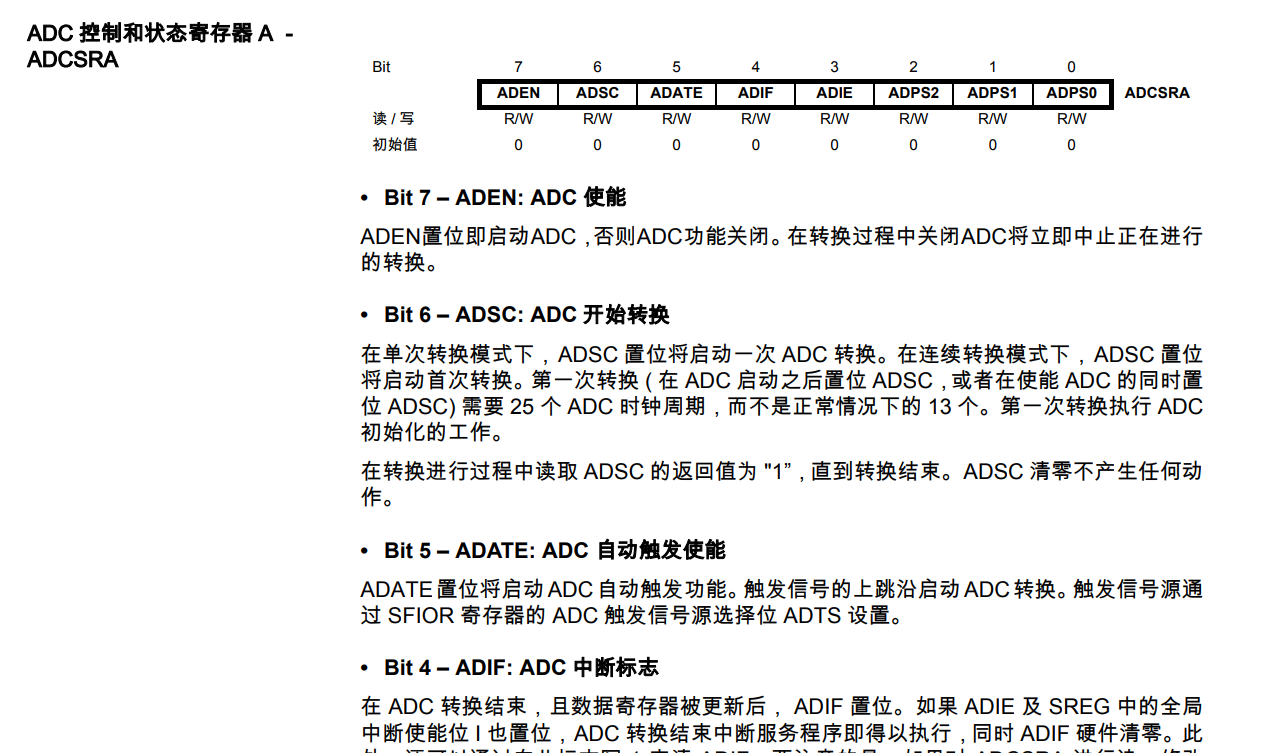 ADC 控制和状态寄存器 A -
ADCSRA
Bit 7 6 5 4 3 2 1 0
ADEN ADSC ADATE ADIF ADIE ADPS2 ADPS1 ADPS0 ADCSRA
读 / 写 R/W R/W R/W R/W R/W R/W R/W R/W
初始值 0 0 0 0 0 0 0 0
• Bit 7 – ADEN: ADC 使能
ADEN置位即启动ADC ,否则ADC功能关闭。在转换过程中关闭ADC将立即中止正在进行
的转换。
• Bit 6 – ADSC: ADC 开始转换
在单次转换模式下 , ADSC 置位将启动一次 ADC 转换。在连续转换模式下 , ADSC 置位
将启动首次转换。第一次转换 ( 在 ADC 启动之后置位 ADSC ,或者在使能 ADC 的同时置
位 ADSC) 需要 25 个 ADC 时钟周期 , 而不是正常情况下的 13 个。第一次转换执行 ADC
初始化的工作。
在转换进行过程中读取 ADSC 的返回值为 "1” , 直到转换结束。ADSC 清零不产生任何动
作。
• Bit 5 – ADATE: ADC 自动触发使能
ADATE置位将启动ADC自动触发功能。触发信号的上跳沿启动ADC转换。触发信号源通
过 SFIOR 寄存器的 ADC 触发信号源选择位 ADTS 设置。
• Bit 4 – ADIF: ADC 中断标志
在 ADC 转换结束 , 且数据寄存器被更新后 , ADIF 置位。如果 ADIE 及 SREG 中的全局
中断使能位 I 也置位 , ADC 转换结束中断服务程序即得以执行 , 同时 ADIF 硬件清零。此